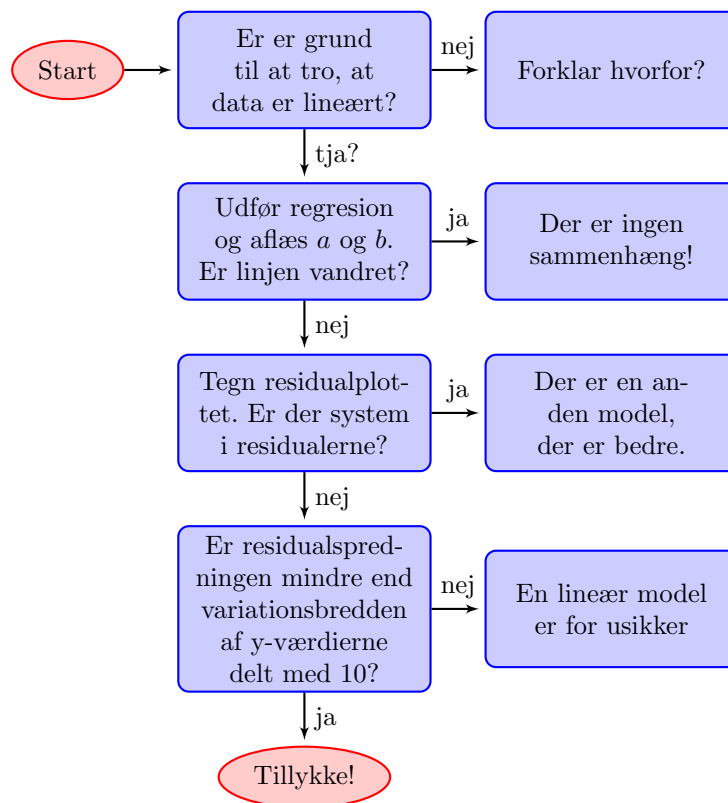 Start
Er er grund
til at tro, at
data er lineært?
nej
Forklar hvorfor?
tja?
Udfør regresion
og aflæs a og b.
Er linjen vandret?
ja
Der er ingen
sammenhæng!
nej
Tegn residualplot-
tet. Er der system
i residualerne?
ja
Der er en an-
den model,
der er bedre.
nej
Er residualspred-
ningen mindre end
variationsbredden
af y-værdierne
delt med 10?
nej
En lineær model
er for usikker
ja
Tillykke!